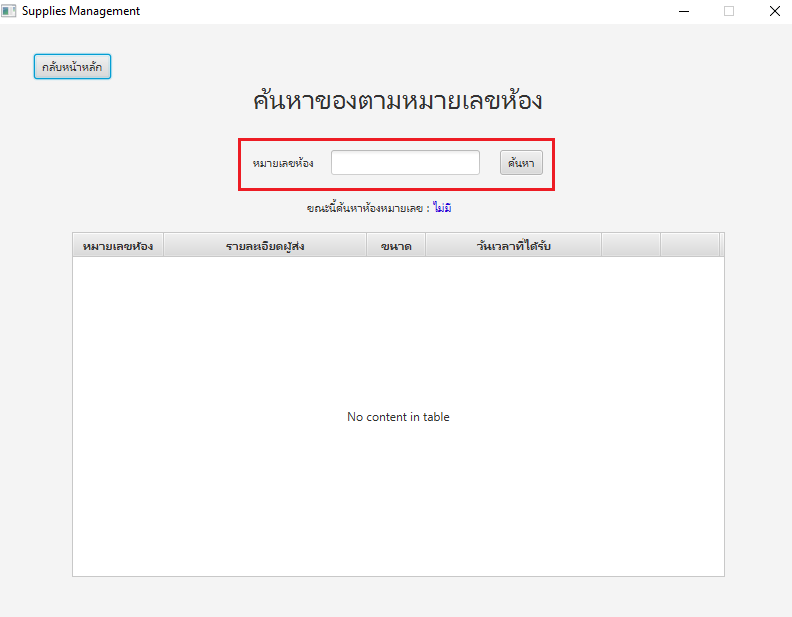 Supplies Management
กลับหน้าหลัก
ค้นหาของตามหมายเลขห้อง
หมายเลขห้อง ค้นหา
ขณะนี้ค้นหาห้องหมายเลข : ไม่มี
หมายเลขห้อง รายละเอียดผู้ส่ง ขนาด วันเวลาที่ได้รับ
No content in table